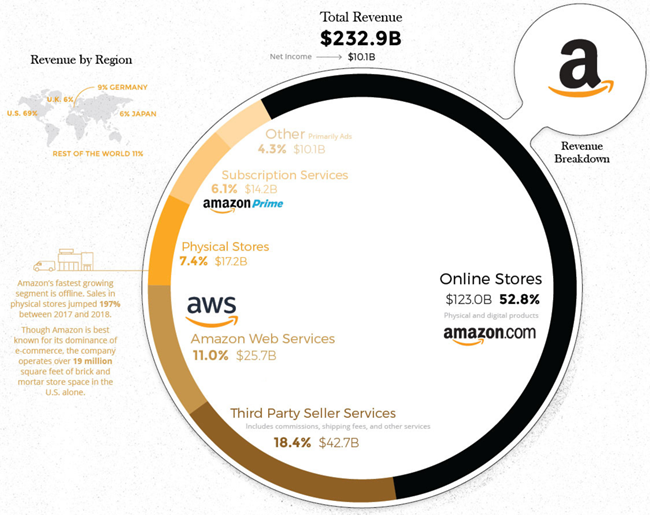 Total Revenue
$232.9B
Net Income $10.1B
Revenue by Region
9% GERMANY
U.K. 6%
U.S. 69%
6% JAPAN
REST OF THE WORLD 11%
a
Revenue
Breakdown
Other Primarily Ads
4.3% $10.1B
Subscription Services
6.1% $14.2B
amazon Prime
Physical Stores
7.4% $17.2B
Amazon's fastest growing
segment is offline. Sales in
physical stores jumped 197%
between 2017 and 2018.
Though Amazon is best
known for its dominance of
e-commerce, the company
operates over 19 million
square feet of brick and
mortar store space in the
U.S. alone.
aws
Amazon Web Services
11.0% $25.7B
Online Stores
$123.0B 52.8%
Physical and digital products
amazon.com
Third Party Seller Services
Includes commissions, shipping fees, and other services
18.4% $42.7B